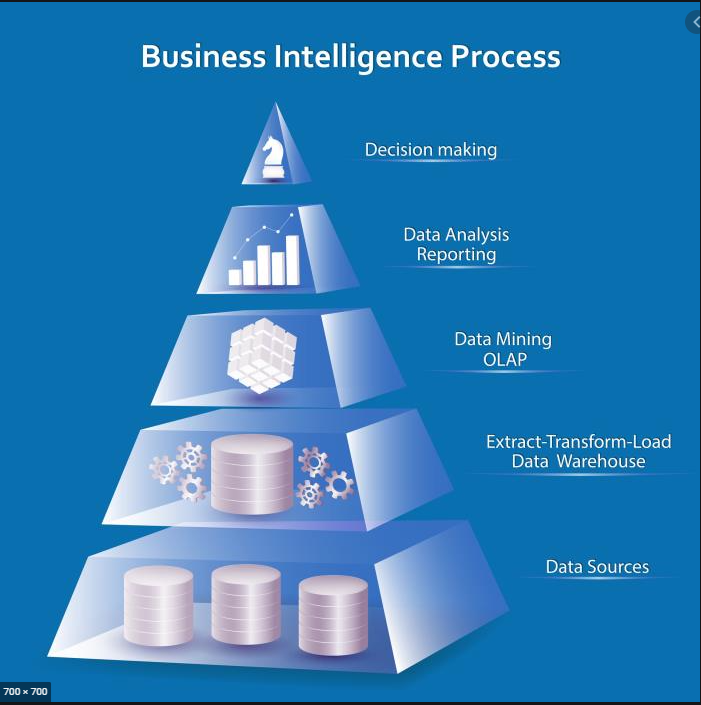 Business Intelligence Process
Decision making
Data Analysis
Reporting
Data Mining
OLAP
Extract-Transform-Load
Data Warehouse
Data Sources
700 × 700